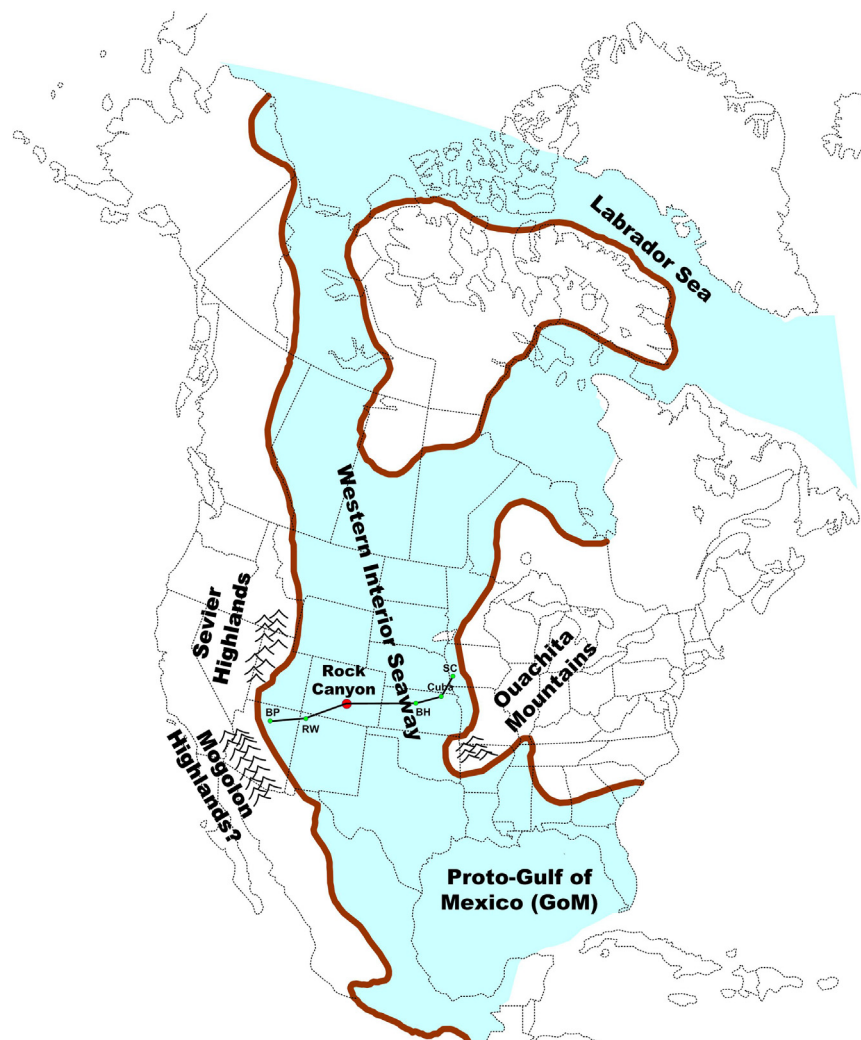 Labrador Sea
Western Interior Seaway
Sevier
Highlands
Rock
Canyon
SC
Cuba
BH
BP
RW
Ouachita
Mountains
Mogolon
Highlands?
Proto-Gulf of
Mexico (GoM)